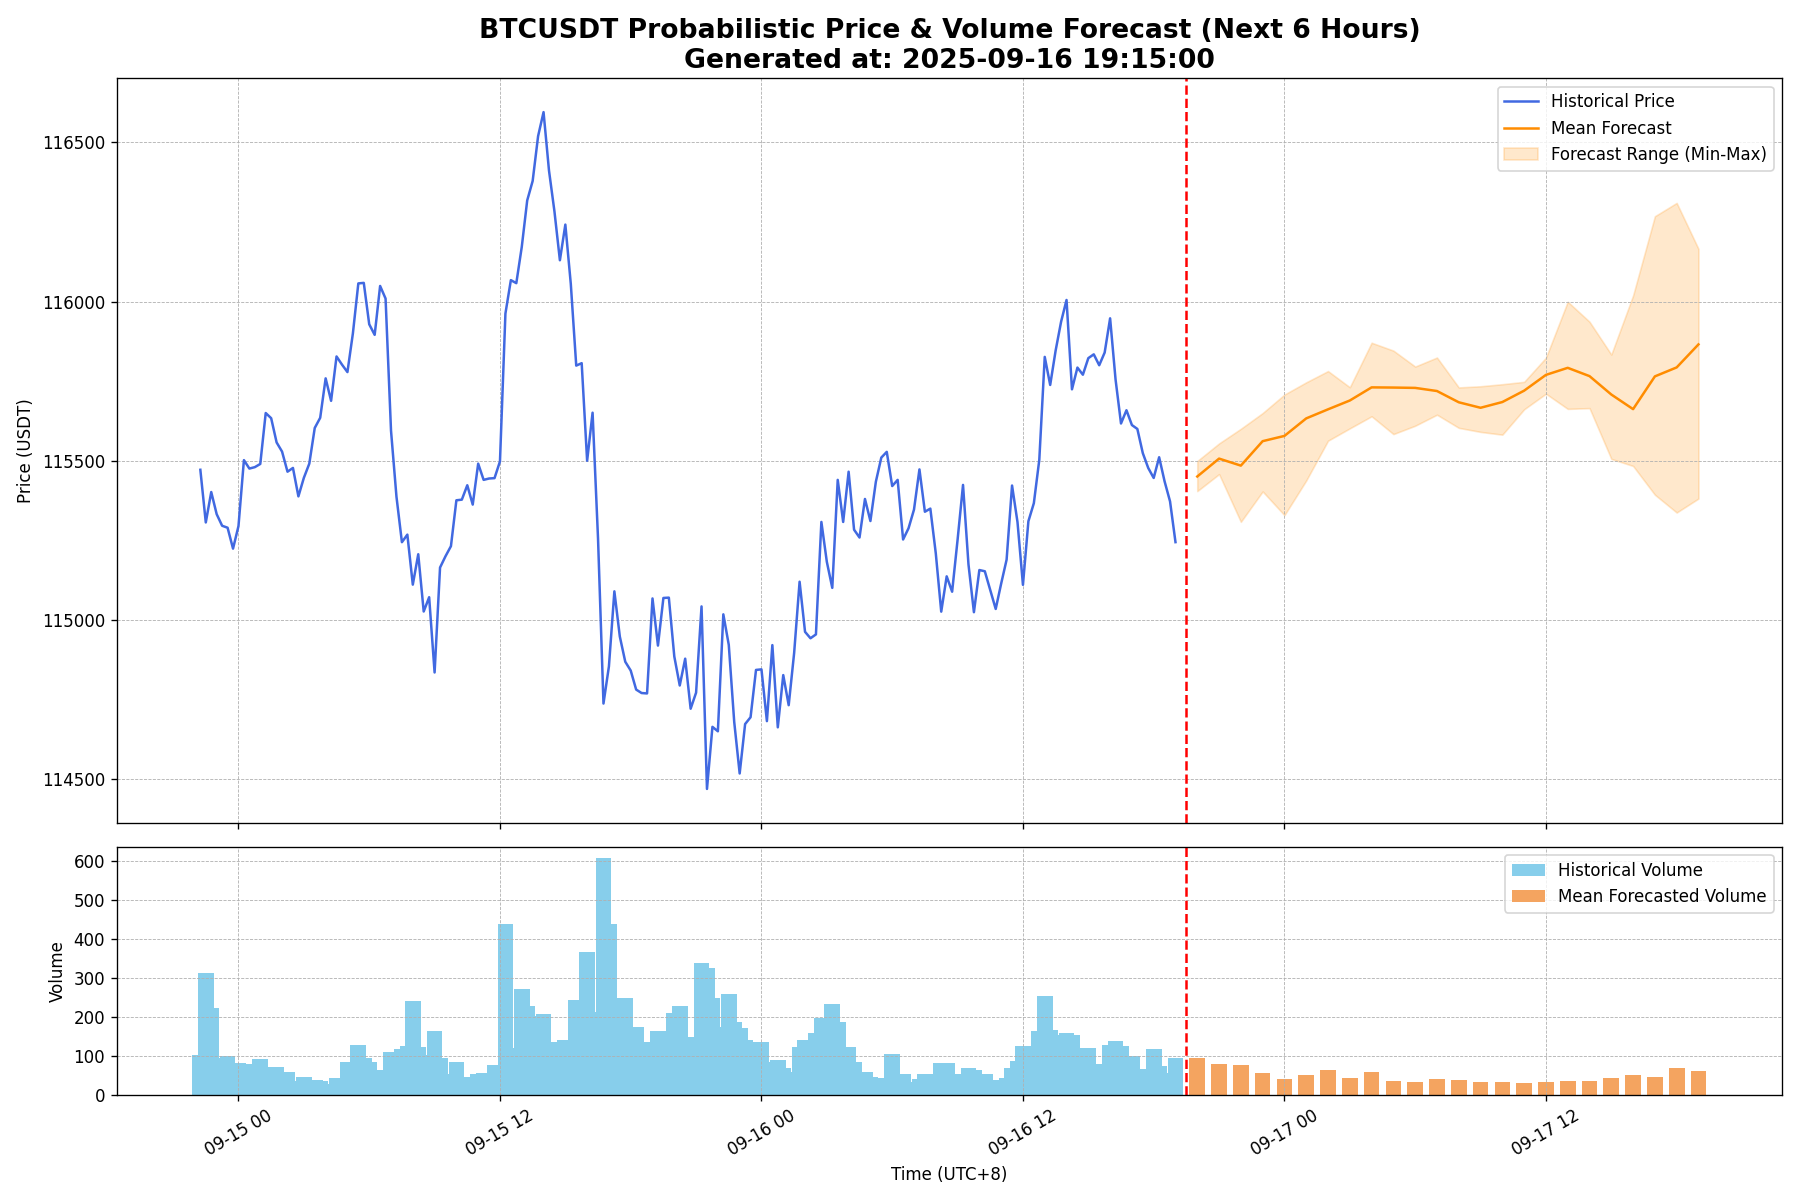 BTCUSDT Probabilistic Price & Volume Forecast (Next 6 Hours)
Generated at: 2025-09-16 19:15:00
Historical Price
Mean Forecast
Forecast Range (Min-Max)
116500
116000
115500
115000
114500
Price (USDT)
Historical Volume
Mean Forecasted Volume
600
500
400
300
200
100
0
Volume
09-15 00
09-15 12
09-16 00
09-16 12
09-17 00
09-17 12
Time (UTC+8)